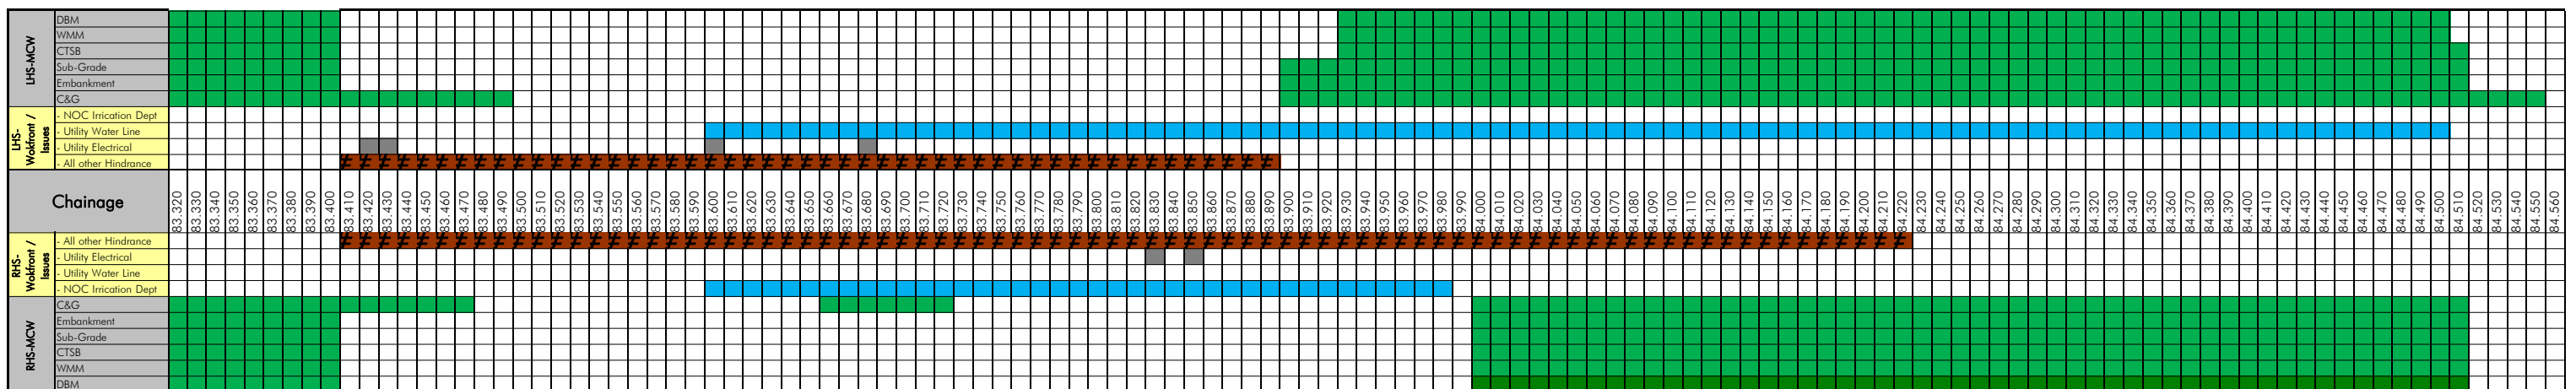 LHS-MCW
DBM
WMM
CTSB
Sub-Grade
Embankment
C&G
LHS-
Wokfront /
Issues
- NOC Irrication Dept
- Utility Water Line
- Utility Electrical
- All other Hindrance # # # # # # # # # # # # # # # # # # # # # # # # # # # # # # # # # # # # # # # # # # # # # # # # #
Chainage
83.320 83.330 83.340 83.350 83.360 83.370 83.380 83.390 83.400 83.410 83.420 83.430 83.440 83.450 83.460 83.470 83.480 83.490 83.500 83.510 83.520 83.530 83.540 83.550 83.560 83.570 83.580 83.590 83.600 83.610 83.620 83.630 83.640 83.650 83.660 83.670 83.680 83.690 83.700 83.710 83.720 83.730 83.740 83.750 83.760 83.770 83.780 83.790 83.800 83.810 83.820 83.830 83.840 83.850 83.860 83.870 83.880 83.890 83.900 83.910 83.920 83.930 83.940 83.950 83.960 83.970 83.980 83.990 84.000 84.010 84.020 84.030 84.040 84.050 84.060 84.070 84.080 84.090 84.100 84.110 84.120 84.130 84.140 84.150 84.160 84.170 84.180 84.190 84.200 84.210 84.220 84.230 84.240 84.250 84.260 84.270 84.280 84.290 84.300 84.310 84.320 84.330 84.340 84.350 84.360 84.370 84.380 84.390 84.400 84.410 84.420 84.430 84.440 84.450 84.460 84.470 84.480 84.490 84.500 84.510 84.520 84.530 84.540 84.550 84.560
RHS-
Wokfront /
Issues
- All other Hindrance # # # # # # # # # # # # # # # # # # # # # # # # # # # # # # # # # # # # # # # # # # # # # # # # # # # # # # # # # # # # # # # # # # # # # # # # # # # # # # # # # #
- Utility Electrical
- Utility Water Line
- NOC Irrication Dept
RHS-MCW
C&G
Embankment
Sub-Grade
CTSB
WMM
DBM